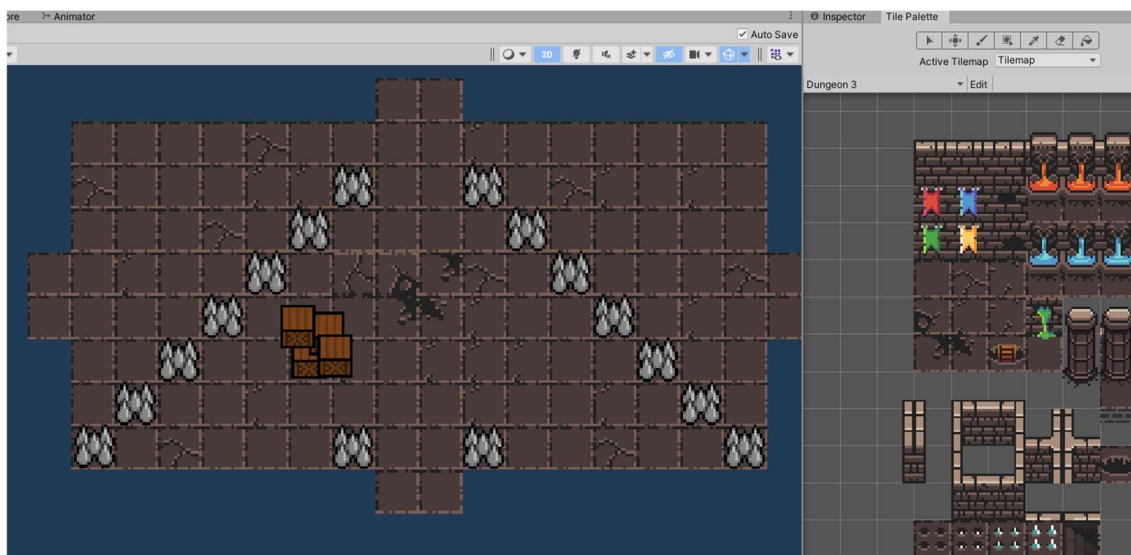 Animator
Inspector
Tile Palette
Auto Save
2D
Active Tilemap
Tilemap
Dungeon 3
Edit